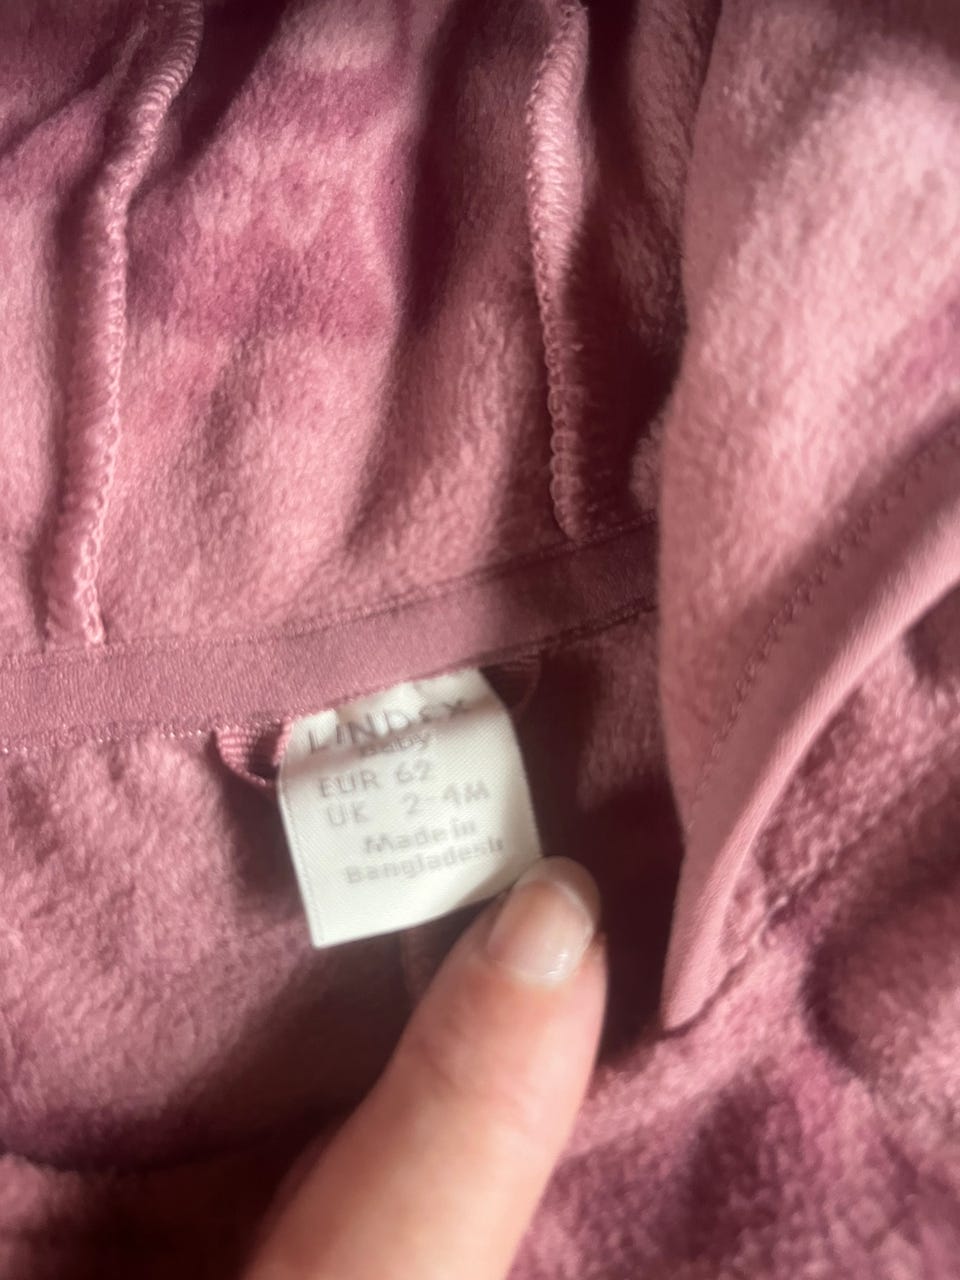 LINDEX
Baby
EUR 62
UK 2-4M
Made in
Bangladesh